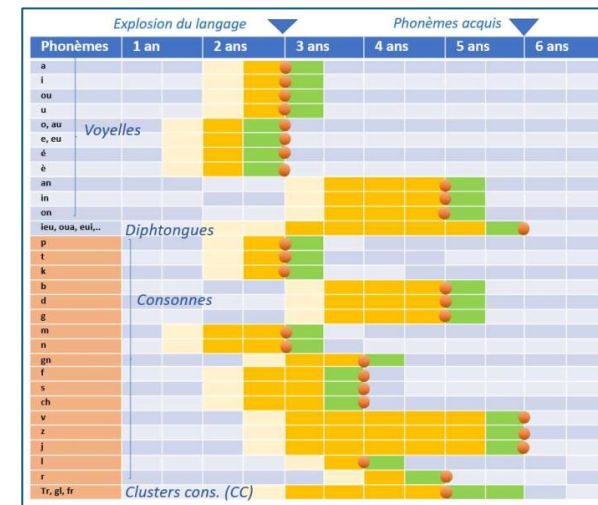 Explosion du langage Phonèmes acquis
Phonèmes 1 an 2 ans 3 ans 4 ans 5 ans 6 ans
a
i
ou
u
o, au
Voyelles
e, eu
é
è
an
in
on
ieu, oua, eui,.. Diphtongues
p
t
k
b
d Consonnes
g
m
n
gn
f
s
ch
v
z
j
l
r
Tr, gl, fr Clusters cons. (CC)